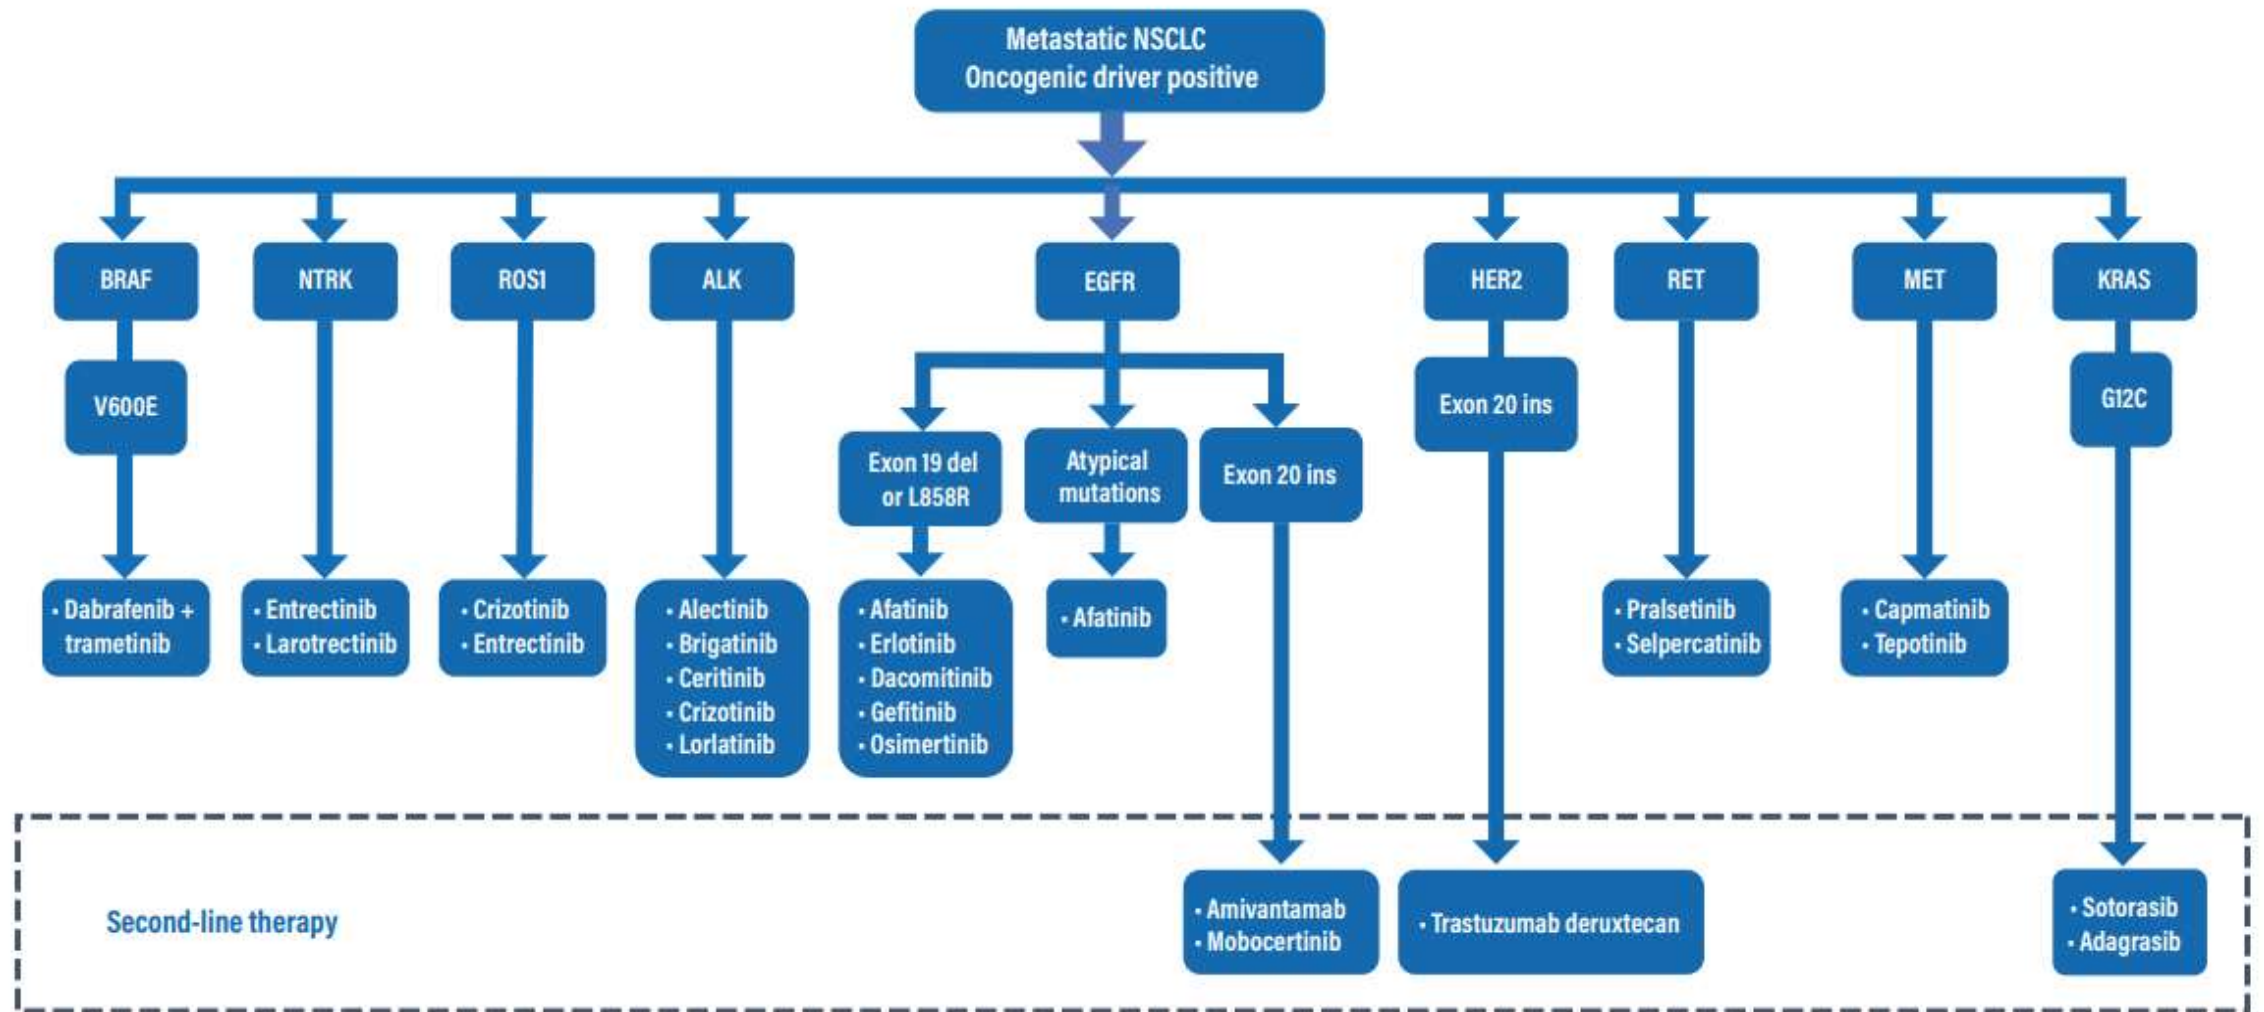 Metastatic NSCLC
Oncogenic driver positive
BRAF
NTRK
ROS1
ALK
EGFR
HER2
RET
MET
KRAS
V600E
Exon 19 del
or L858R
Atypical
mutations
Exon 20 ins
Exon 20 ins
G12C
• Dabrafenib +
trametinib
• Entrectinib
• Larotrectinib
• Crizotinib
• Entrectinib
• Alectinib
• Brigatinib
• Ceritinib
• Crizotinib
• Lorlatinib
• Afatinib
• Erlotinib
• Dacomitinib
• Gefitinib
• Osimertinib
• Afatinib
• Pralsetinib
• Selpercatinib
• Capmatinib
• Tepotinib
Second-line therapy
• Amivantamab
• Mobocertinib
• Trastuzumab deruxtecan
• Sotorasib
• Adagrasib